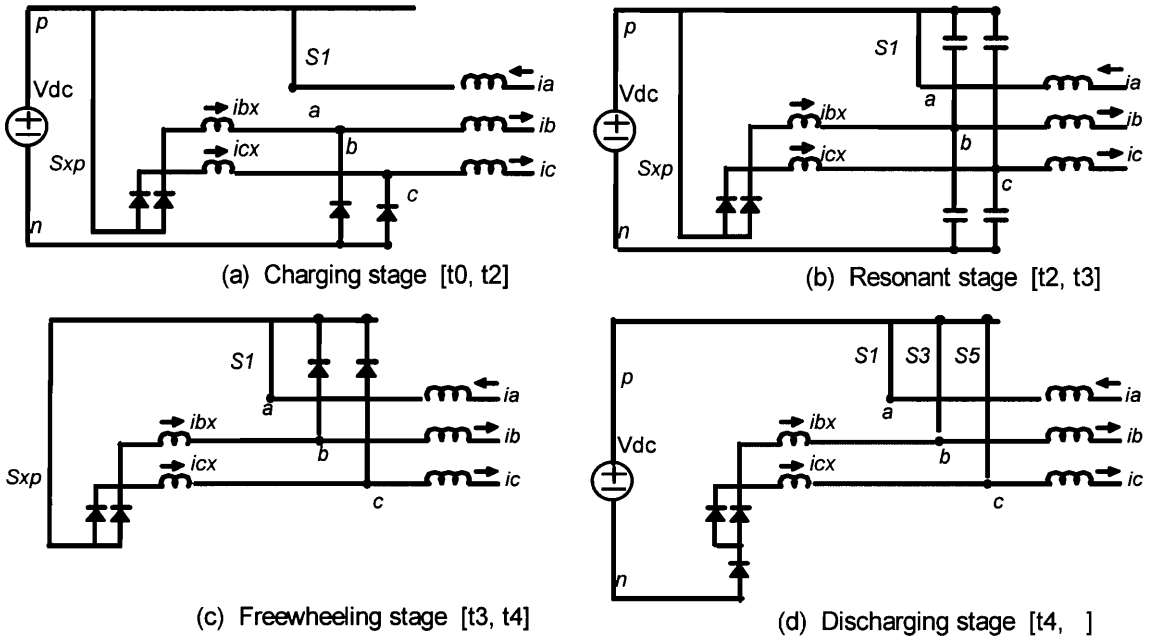 p
S1
Vdc
ia
a
ibx
ib
b
Sxp
icx
ic
c
n
(a) Charging stage [t0, t2]
p
S1
Vdc
ia
a
ibx
ib
b
Sxp
icx
ic
c
n
(b) Resonant stage [t2, t3]
S1
ia
a
ibx
ib
b
Sxp
icx
ic
c
(c) Freewheeling stage [t3, t4]
S1 S3 S5
p
ia
a
ibx
ib
Vdc
b
icx
ic
c
n
(d) Discharging stage [t4, ]